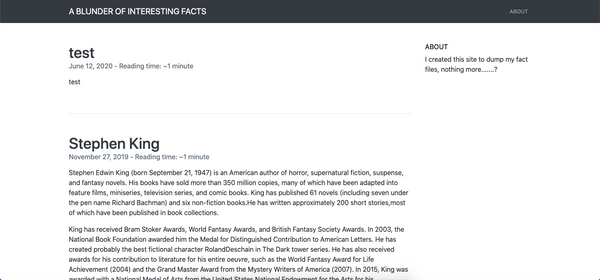 A BLUNDER OF INTERESTING FACTS
ABOUT
test
June 12, 2020 - Reading time: ~1 minute
test
Stephen King
November 27, 2019 - Reading time: ~1 minute
Stephen Edwin King (born September 21, 1947) is an American author of horror, supernatural fiction, suspense,
and fantasy novels. His books have sold more than 350 million copies, many of which have been adapted into
feature films, miniseries, television series, and comic books. King has published 61 novels (including seven under
the pen name Richard Bachman) and six non-fiction books.He has written approximately 200 short stories,most
of which have been published in book collections.
King has received Bram Stoker Awards, World Fantasy Awards, and British Fantasy Society Awards. In 2003, the
National Book Foundation awarded him the Medal for Distinguished Contribution to American Letters. He has
created probably the best fictional character RolandDeschain in The Dark tower series. He has also received
awards for his contribution to literature for his entire oeuvre, such as the World Fantasy Award for Life
Achievement (2004) and the Grand Master Award from the Mystery Writers of America (2007). In 2015, King was
awarded with a National Medal of Arts from the United States National Endowment for the Arts for his
ABOUT
I created this site to dump my fact
files, nothing more.......?